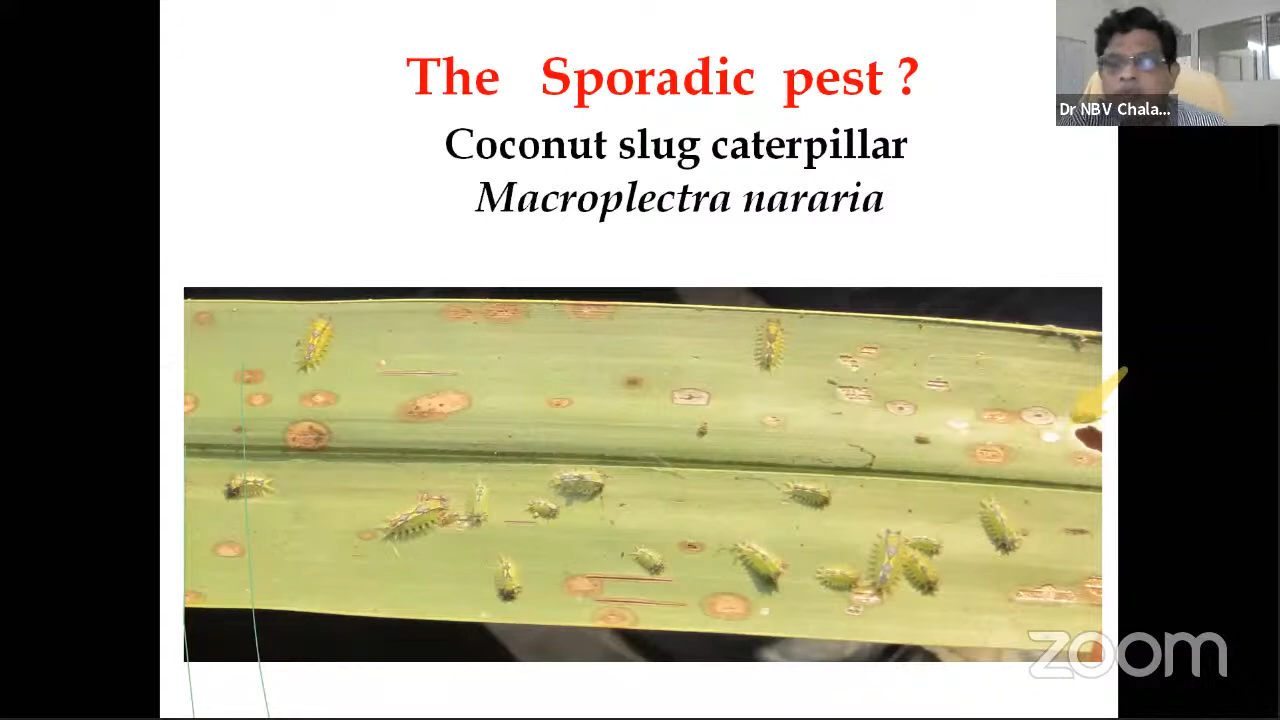 The Sporadic pest ?
Coconut slug caterpillar
Macroplectra nararia
Dr NBV Chala...
zoom